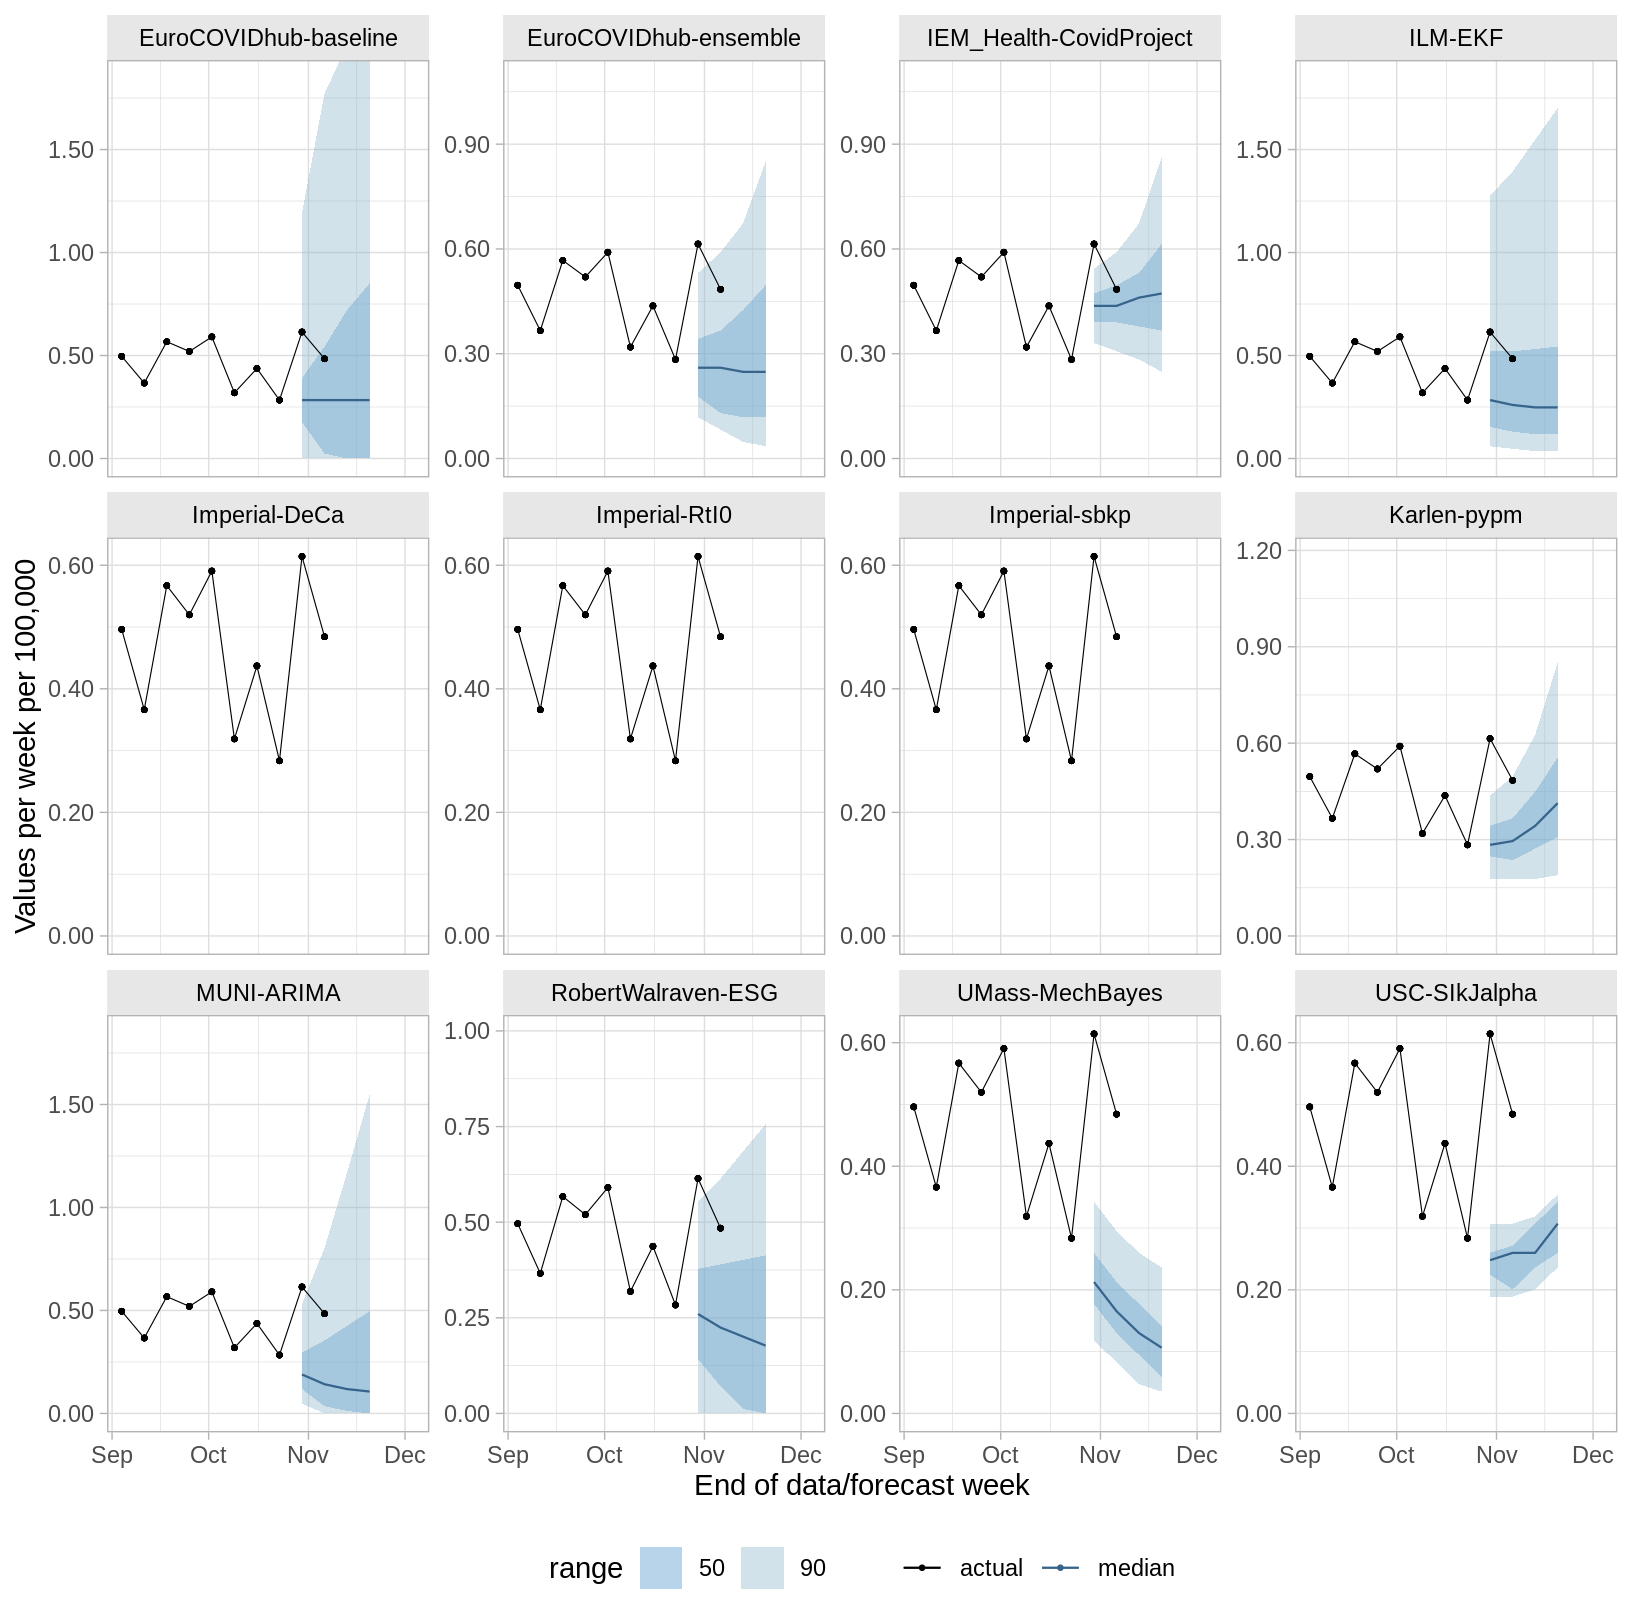 EuroCOVIDhub-baseline EuroCOVIDhub-ensemble IEM_Health-CovidProject ILM-EKF
1.50 0.90 0.90 1.50
1.00 0.60 0.60 1.00
0.50 0.30 0.30 0.50
0.00 0.00 0.00 0.00
Imperial-DeCa Imperial-RtI0 Imperial-sbkp Karlen-pypm
0.60 0.60 0.60 1.20
0.40 0.40 0.40 0.90
0.20 0.20 0.20 0.60
0.00 0.00 0.00 0.30
0.00
Values per week per 100,000
MUNI-ARIMA RobertWalraven-ESG UMass-MechBayes USC-SIkJalpha
1.50 1.00 0.60 0.60
1.00 0.75 0.40 0.40
0.50 0.50 0.20 0.20
0.00 0.25 0.00 0.00
0.00
Sep Oct Nov Dec Sep Oct Nov Dec Sep Oct Nov Dec Sep Oct Nov Dec
End of data/forecast week
range 50 90 actual median